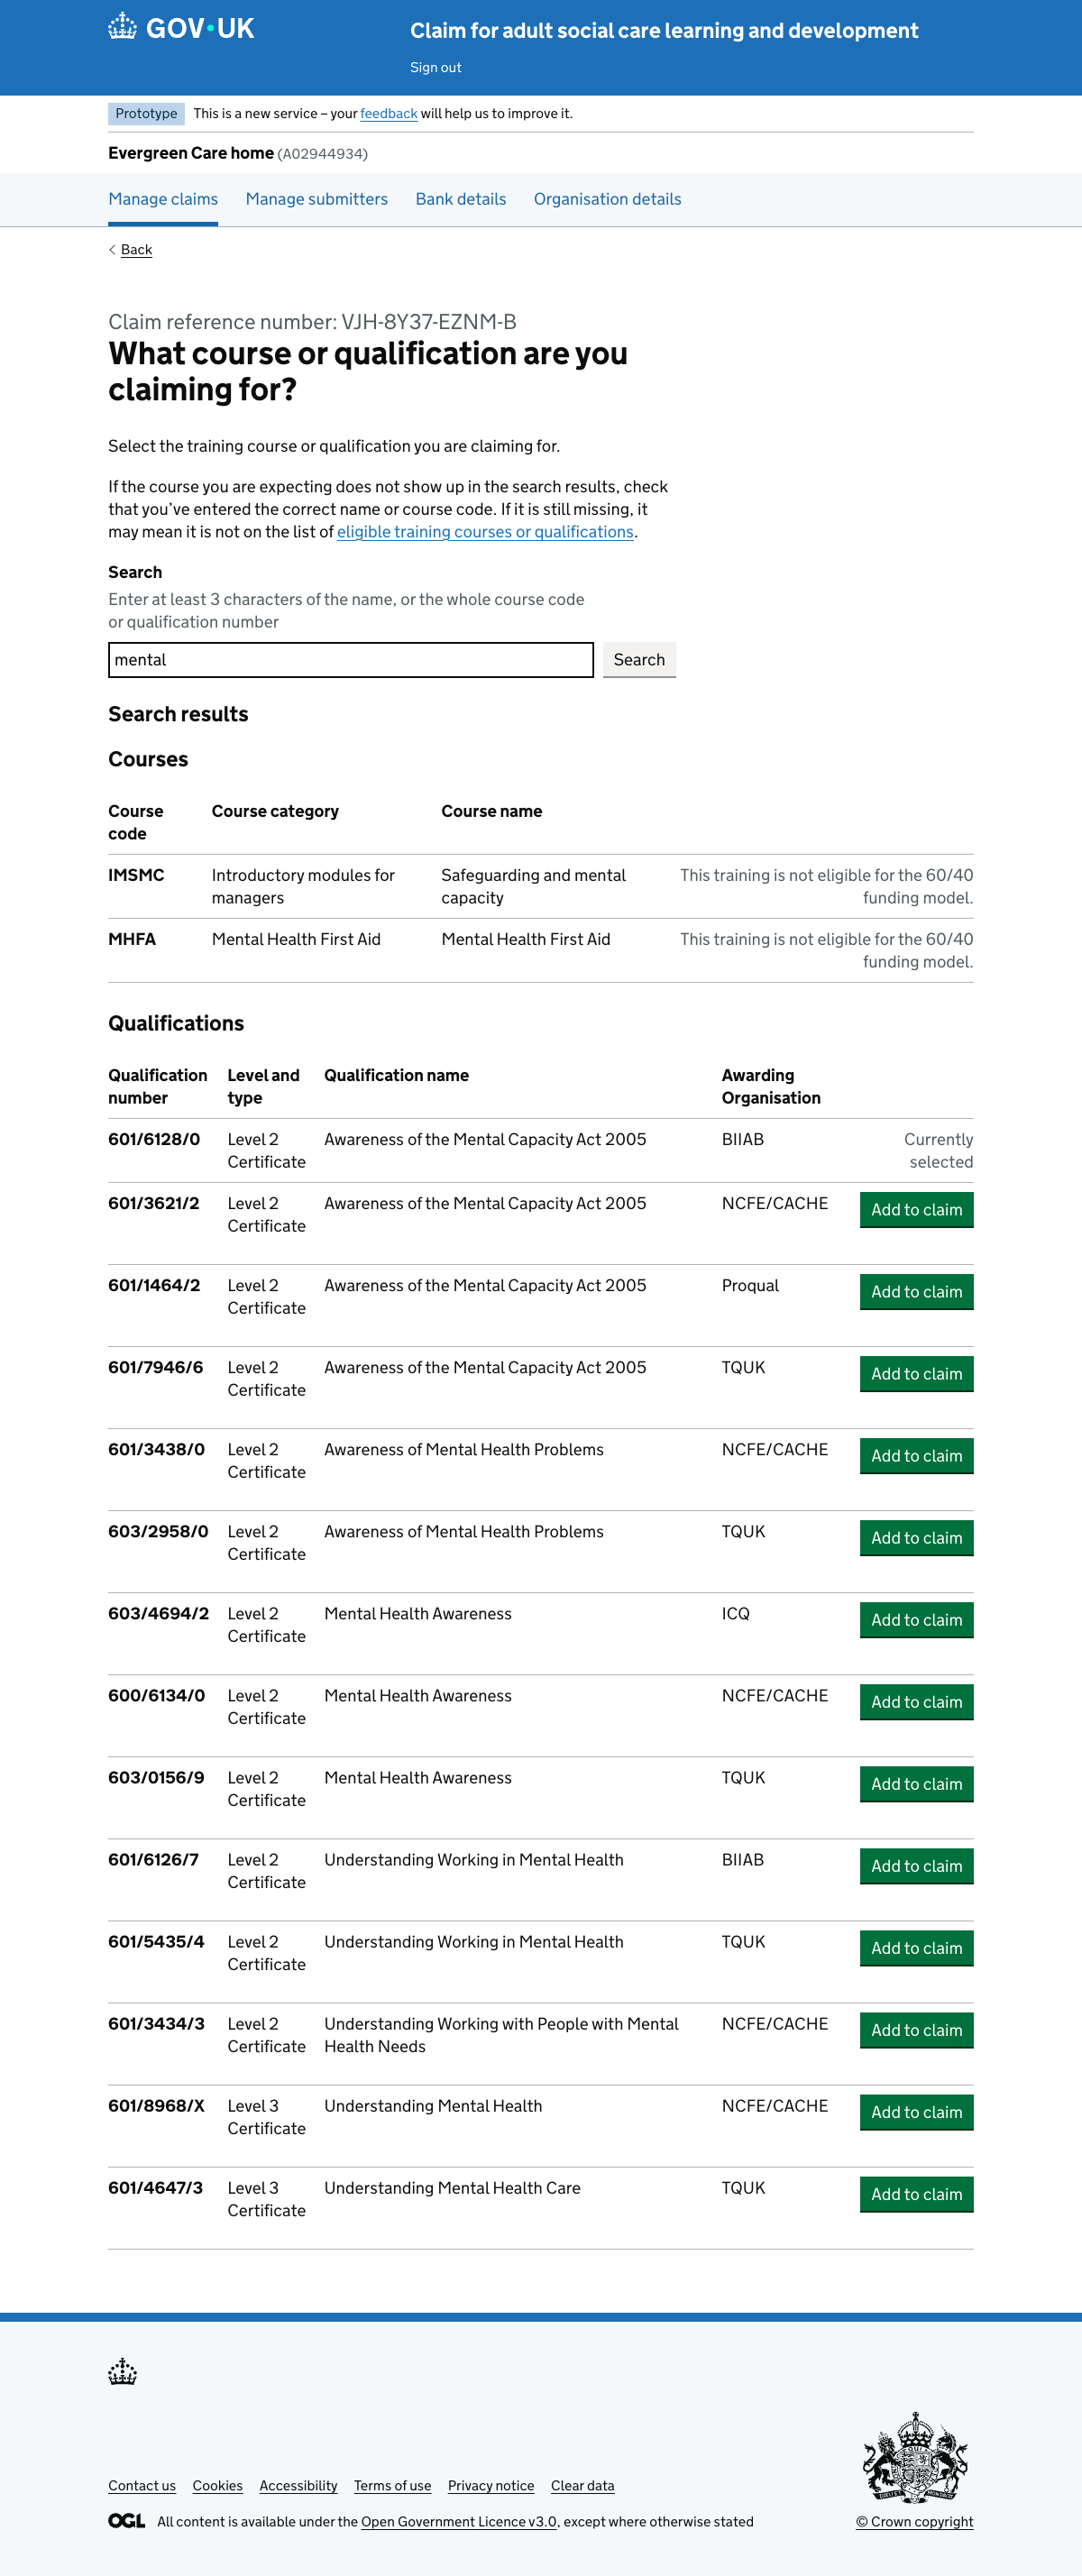 GOV.UK
Claim for adult social care learning and development
Sign out
Prototype This is a new service – your feedback will help us to improve it.
Evergreen Care home (A02944934)
Manage claims Manage submitters Bank details Organisation details
Back
Claim reference number: VJH-8Y37-EZNM-B
What course or qualification are you
claiming for?
Select the training course or qualification you are claiming for.
If the course you are expecting does not show up in the search results, check
that you’ve entered the correct name or course code. If it is still missing, it
may mean it is not on the list of eligible training courses or qualifications.
Search
Enter at least 3 characters of the name, or the whole course code
or qualification number
mental Search
Search results
Courses
Course Course category Course name
code
IMSMC Introductory modules for Safeguarding and mental This training is not eligible for the 60/40
managers capacity funding model.
MHFA Mental Health First Aid Mental Health First Aid This training is not eligible for the 60/40
funding model.
Qualifications
Qualification Level and Qualification name Awarding
number type Organisation
601/6128/0 Level 2 Awareness of the Mental Capacity Act 2005 BIIAB Currently
Certificate selected
601/3621/2 Level 2 Awareness of the Mental Capacity Act 2005 NCFE/CACHE Add to claim
Certificate
601/1464/2 Level 2 Awareness of the Mental Capacity Act 2005 Proqual Add to claim
Certificate
601/7946/6 Level 2 Awareness of the Mental Capacity Act 2005 TQUK Add to claim
Certificate
601/3438/0 Level 2 Awareness of Mental Health Problems NCFE/CACHE Add to claim
Certificate
603/2958/0 Level 2 Awareness of Mental Health Problems TQUK Add to claim
Certificate
603/4694/2 Level 2 Mental Health Awareness ICQ Add to claim
Certificate
600/6134/0 Level 2 Mental Health Awareness NCFE/CACHE Add to claim
Certificate
603/0156/9 Level 2 Mental Health Awareness TQUK Add to claim
Certificate
601/6126/7 Level 2 Understanding Working in Mental Health BIIAB Add to claim
Certificate
601/5435/4 Level 2 Understanding Working in Mental Health TQUK Add to claim
Certificate
601/3434/3 Level 2 Understanding Working with People with Mental NCFE/CACHE Add to claim
Certificate Health Needs
601/8968/X Level 3 Understanding Mental Health NCFE/CACHE Add to claim
Certificate
601/4647/3 Level 3 Understanding Mental Health Care TQUK Add to claim
Certificate
Contact us Cookies Accessibility Terms of use Privacy notice Clear data
OGL All content is available under the Open Government Licence v3.0, except where otherwise stated
© Crown copyright